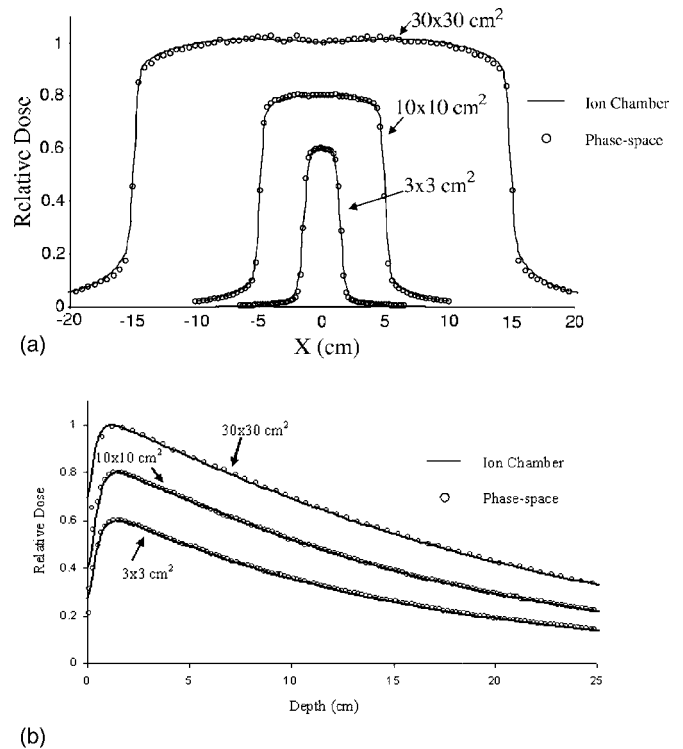 30x30 cm²
1
0.8
0.6
0.4
0.2
0
Relative Dose
10x10 cm²
3x3 cm²
Ion Chamber
Phase-space
-20 -15 -10 -5 0 5 10 15 20
X (cm)
(a)
1
0.8
0.6
0.4
0.2
0
Relative Dose
30x30 cm²
10x10 cm²
3x3 cm²
Ion Chamber
Phase-space
0 5 10 15 20 25
Depth (cm)
(b)